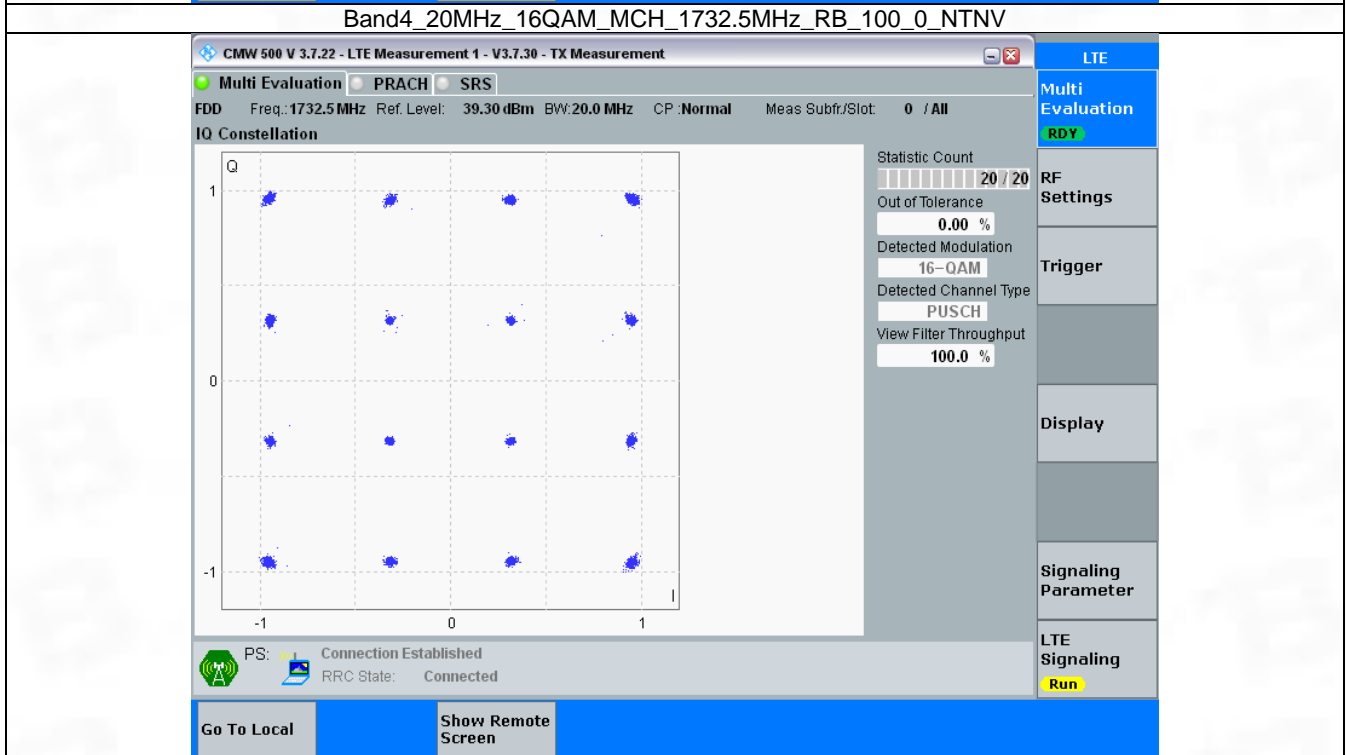 Band4_20MHz_16QAM_MCH_1732.5MHz_RB_100_0_NTNV
CMW 500 V 3.7.22 - LTE Measurement 1 - V3.7.30 - TX Measurement
LTE
Multi Evaluation PRACH SRS
Multi
Evaluation
RDY
FDD Freq.: 1732.5 MHz Ref. Level: 39.30 dBm BW: 20.0 MHz CP :Normal Meas Subfr./Slot: 0 / All
IQ Constellation
Q
1
0
-1
-1 0 1
I
Statistic Count
20 / 20
Out of Tolerance
0.00 %
Detected Modulation
16-QAM
Detected Channel Type
PUSCH
View Filter Throughput
100.0 %
RF
Settings
Trigger
Display
Signaling
Parameter
LTE
Signaling
Run
PS: Connection Established
RRC State: Connected
Go To Local
Show Remote
Screen